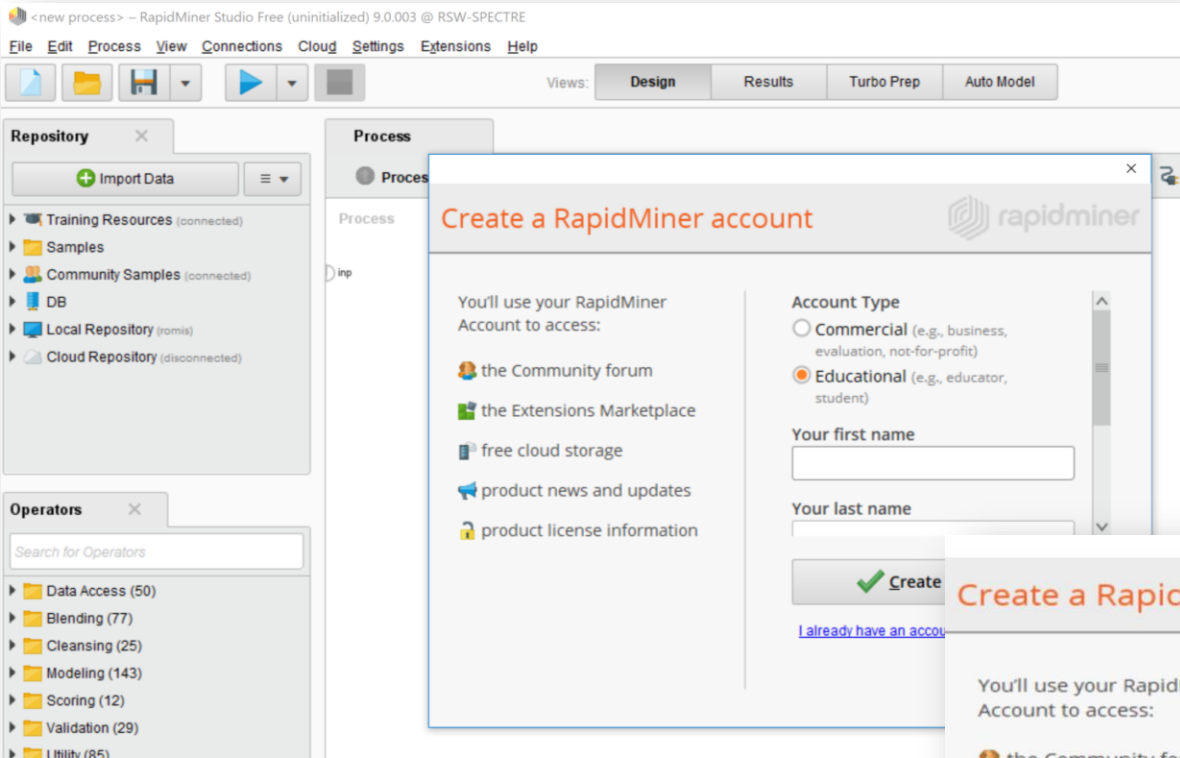 <new process> – RapidMiner Studio Free (uninitialized) 9.0.003 @ RSW-SPECTRE
File Edit Process View Connections Cloud Settings Extensions Help
Views: Design Results Turbo Prep Auto Model
Repository
Import Data
Training Resources (connected)
Samples
Community Samples (connected)
DB
Local Repository (romis)
Cloud Repository (disconnected)
Operators
Search for Operators
Data Access (50)
Blending (77)
Cleansing (25)
Modeling (143)
Scoring (12)
Validation (29)
Utility (85)
Process
Proces
Process
inp
Create a RapidMiner account
rapidminer
You'll use your RapidMiner
Account to access:
the Community forum
the Extensions Marketplace
free cloud storage
product news and updates
product license information
Account Type
Commercial (e.g., business,
evaluation, not-for-profit)
Educational (e.g., educator,
student)
Your first name
Your last name
Create
I already have an accou
Create a Rapid
You'll use your Rapid
Account to access:
the Community fo